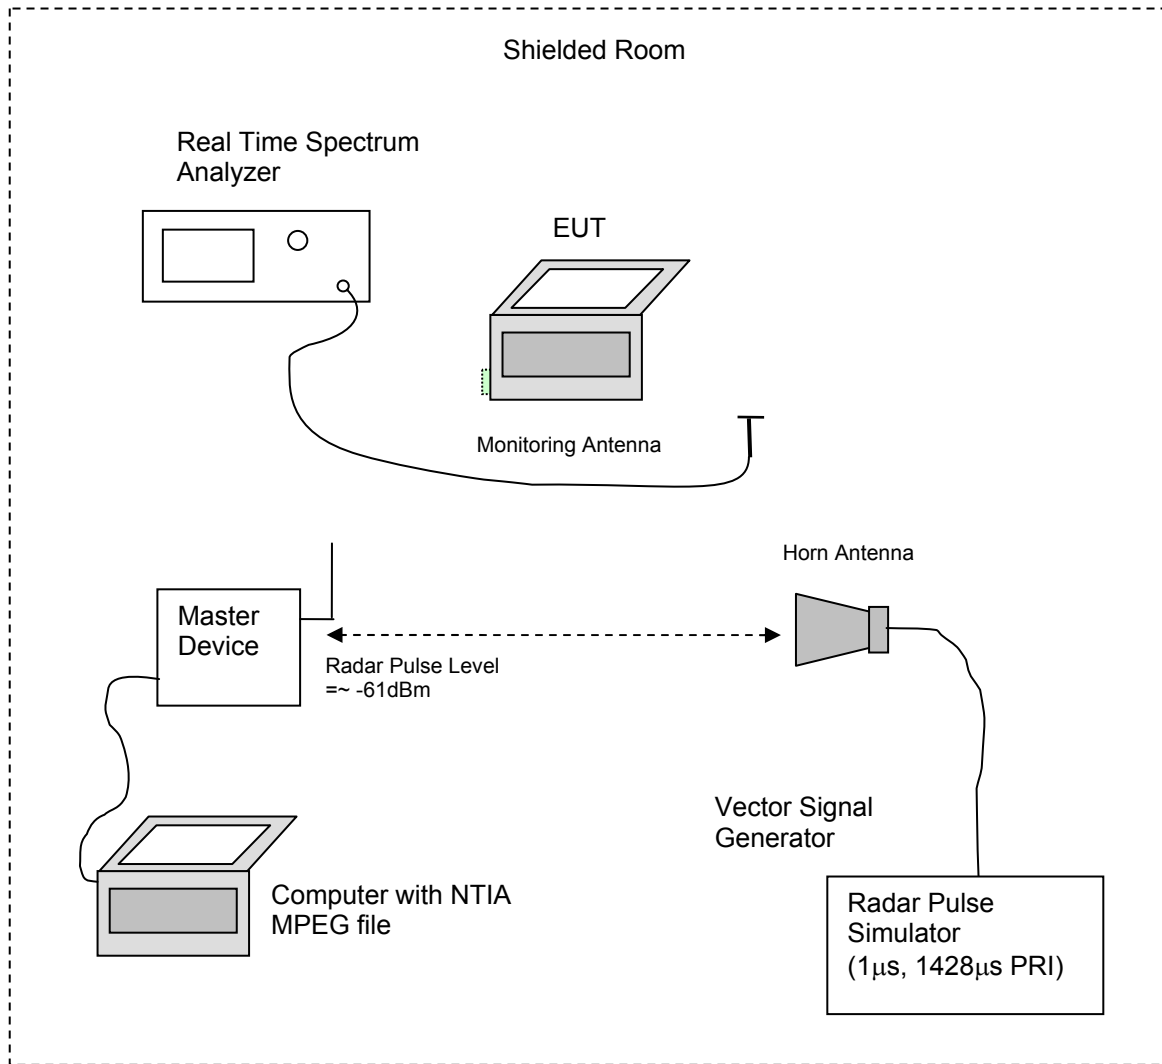 Shielded Room
Real Time Spectrum
Analyzer
EUT
Monitoring Antenna
Horn Antenna
Master
Device
Radar Pulse Level
=~ -61dBm
Vector Signal
Generator
Computer with NTIA
MPEG file
Radar Pulse
Simulator
(1μs, 1428μs PRI)